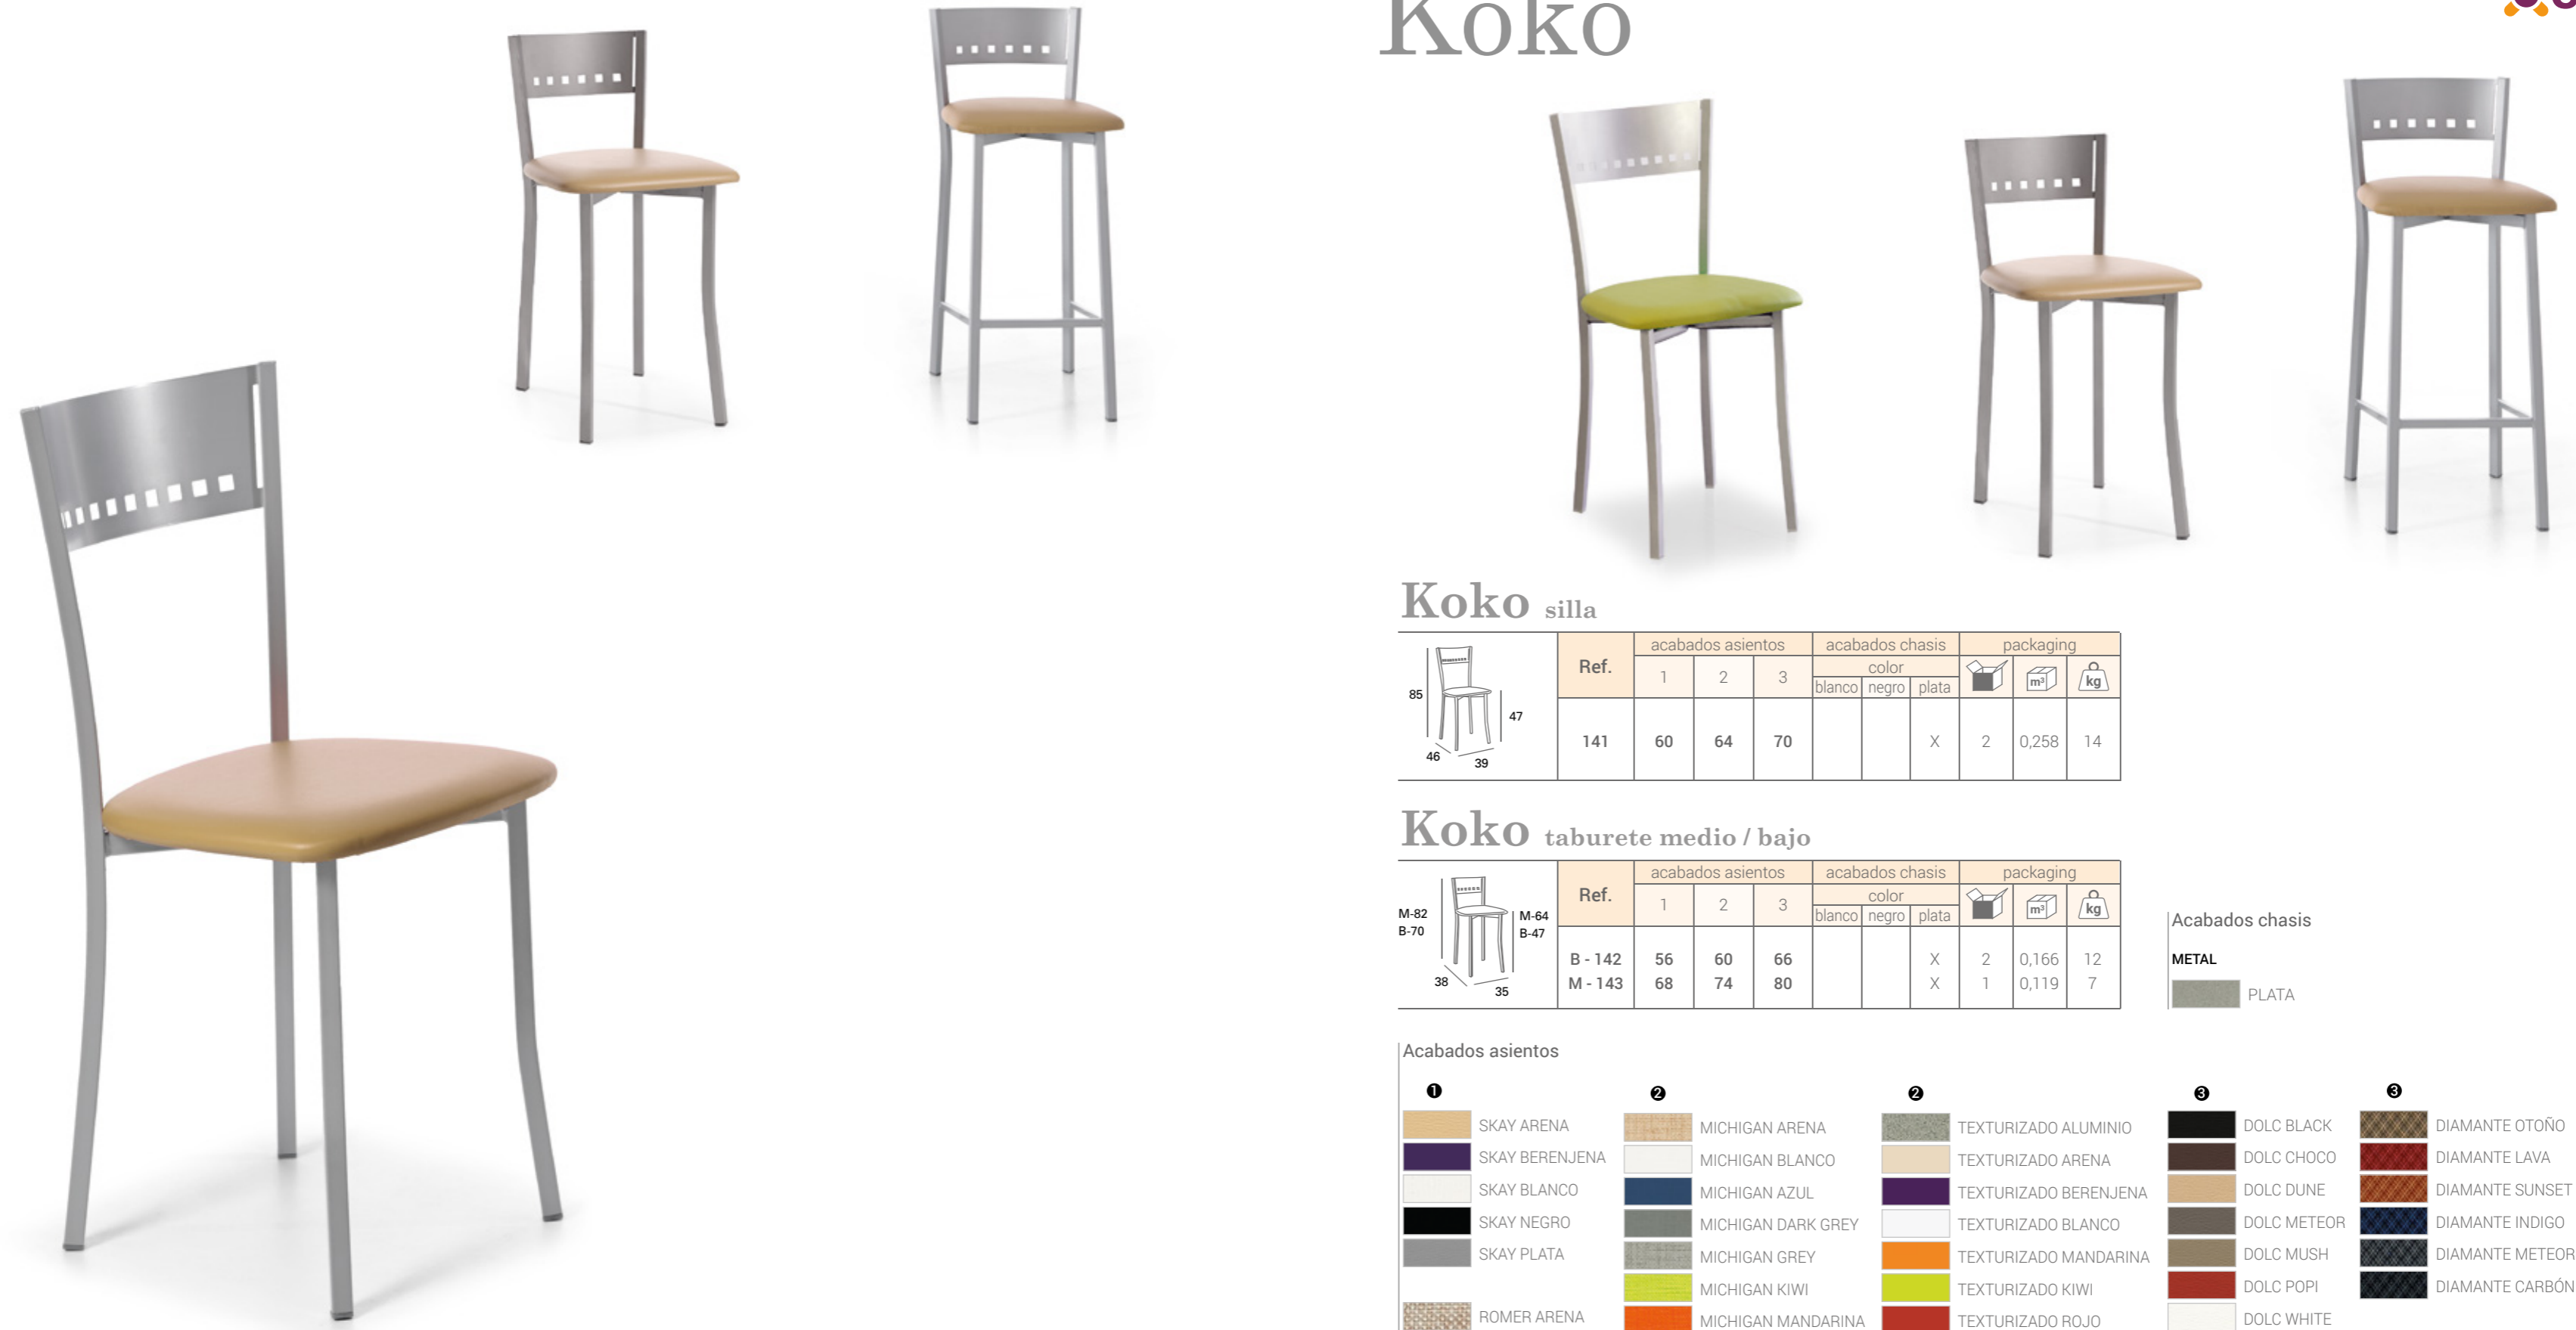 Koko
Koko silla
Ref. acabados asientos acabados chasis packaging
1 2 3 color m³ kg
blanco negro plata
85
47
46
39
141 60 64 70 X 2 0,258 14
Koko taburete medio / bajo
Ref. acabados asientos acabados chasis packaging
1 2 3 color m³ kg
blanco negro plata
M-82
B-70
M-64
B-47
38
35
B - 142 56 60 66 X 2 0,166 12
M - 143 68 74 80 X 1 0,119 7
Acabados chasis
METAL
PLATA
Acabados asientos
1
SKAY ARENA
SKAY BERENJENA
SKAY BLANCO
SKAY NEGRO
SKAY PLATA
ROMER ARENA
2
MICHIGAN ARENA
MICHIGAN BLANCO
MICHIGAN AZUL
MICHIGAN DARK GREY
MICHIGAN GREY
MICHIGAN KIWI
MICHIGAN MANDARINA
2
TEXTURIZADO ALUMINIO
TEXTURIZADO ARENA
TEXTURIZADO BERENJENA
TEXTURIZADO BLANCO
TEXTURIZADO MANDARINA
TEXTURIZADO KIWI
TEXTURIZADO ROJO
3
DOLC BLACK
DOLC CHOCO
DOLC DUNE
DOLC METEOR
DOLC MUSH
DOLC POPI
DOLC WHITE
3
DIAMANTE OTOÑO
DIAMANTE LAVA
DIAMANTE SUNSET
DIAMANTE INDIGO
DIAMANTE METEOR
DIAMANTE CARBÓN